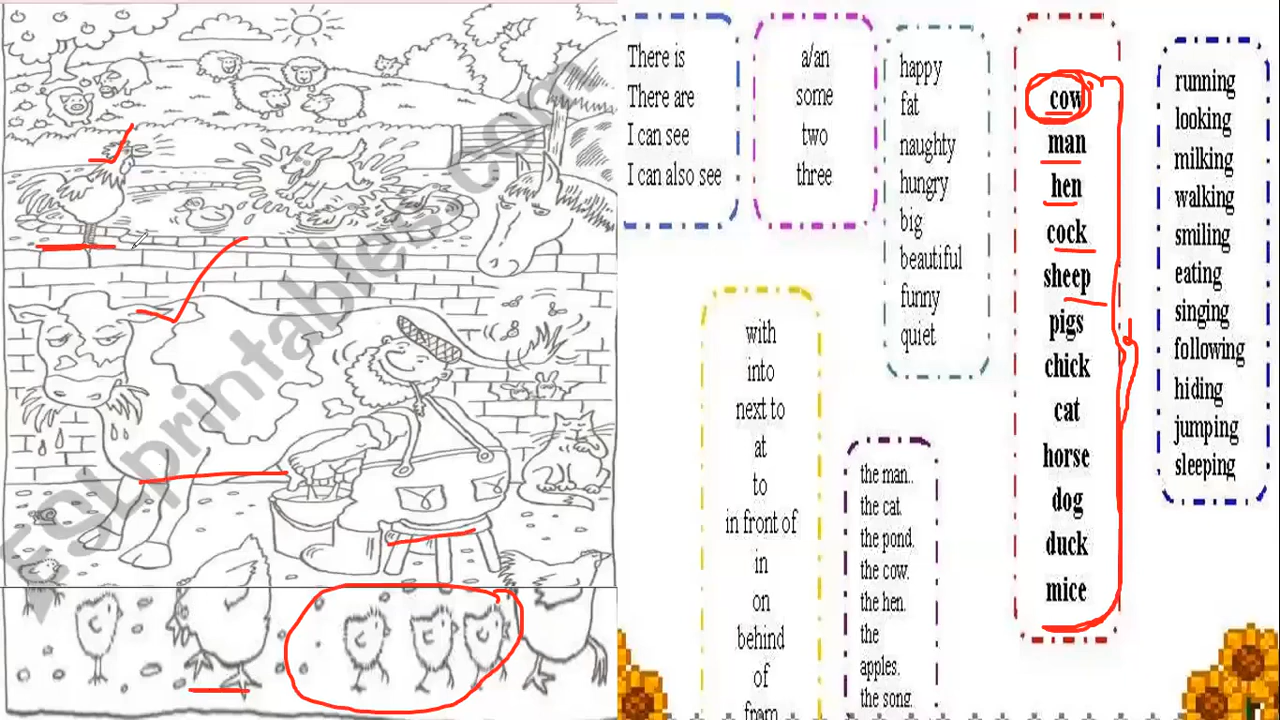 There is
There are
I can see
I can also see
a/an
some
two
three
happy
fat
naughty
hungry
big
beautiful
funny
quiet
cow
man
hen
cock
sheep
pigs
chick
cat
horse
dog
duck
mice
running
looking
milking
walking
smiling
eating
singing
following
hiding
jumping
sleeping
with
into
next to
at
to
in front of
in
on
behind
of
from
the man..
the cat.
the pond.
the cow.
the hen.
the
apples.
the song.
ESLprintables.com